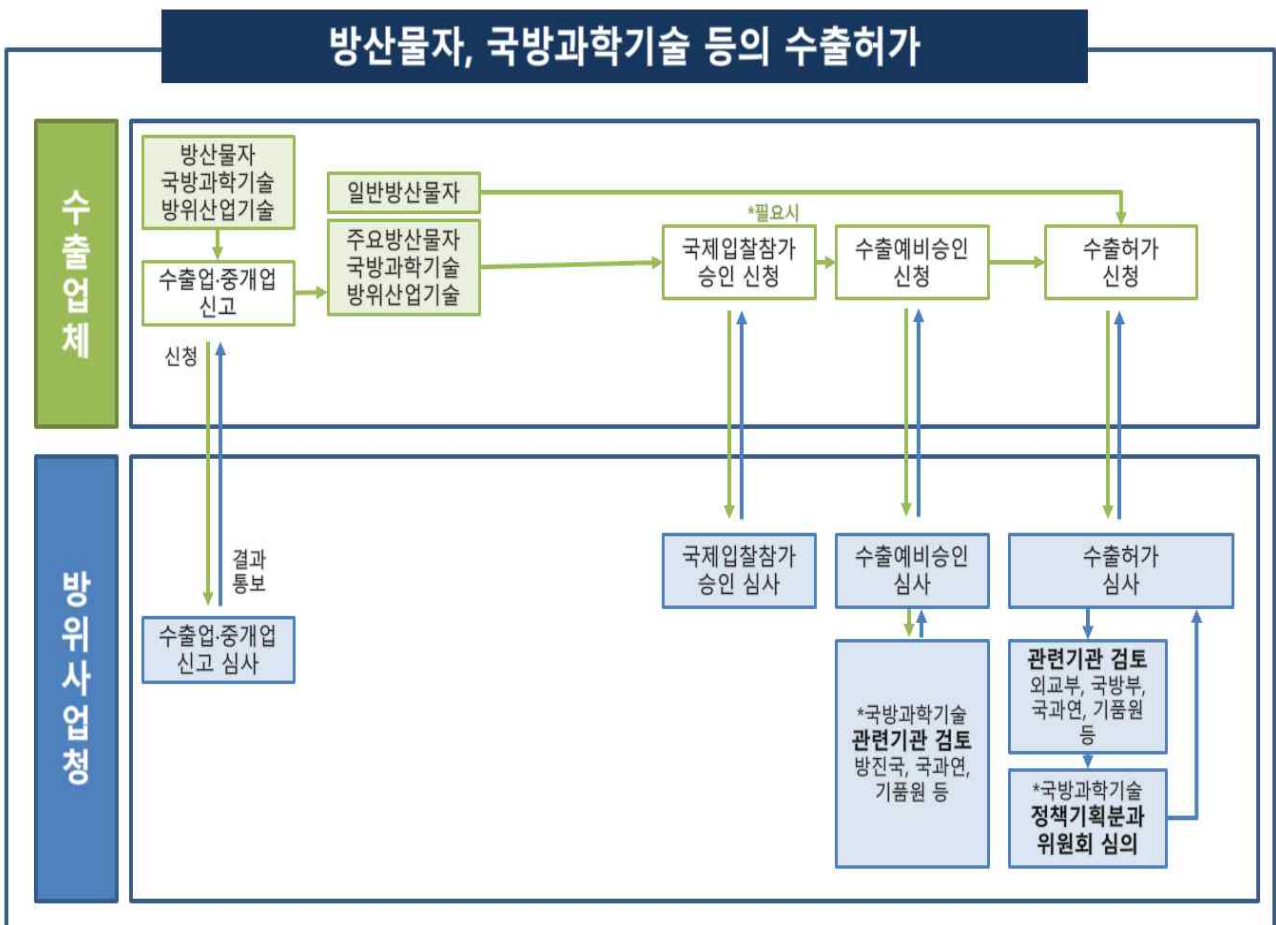 방산물자, 국방과학기술 등의 수출허가
수출업체
방산물자
국방과학기술
방위산업기술
수출업·중개업
신고
일반방산물자
주요방산물자
국방과학기술
방위산업기술
*필요시
국제입찰참가
승인 신청
수출예비승인
신청
수출허가
신청
신청
결과
통보
방위사업청
수출업·중개업
신고 심사
국제입찰참가
승인 심사
수출예비승인
심사
수출허가
심사
*국방과학기술
관련기관 검토
방진국, 국과연,
기품원 등
관련기관 검토
외교부, 국방부,
국과연, 기품원
등
*국방과학기술
정책기획분과
위원회 심의